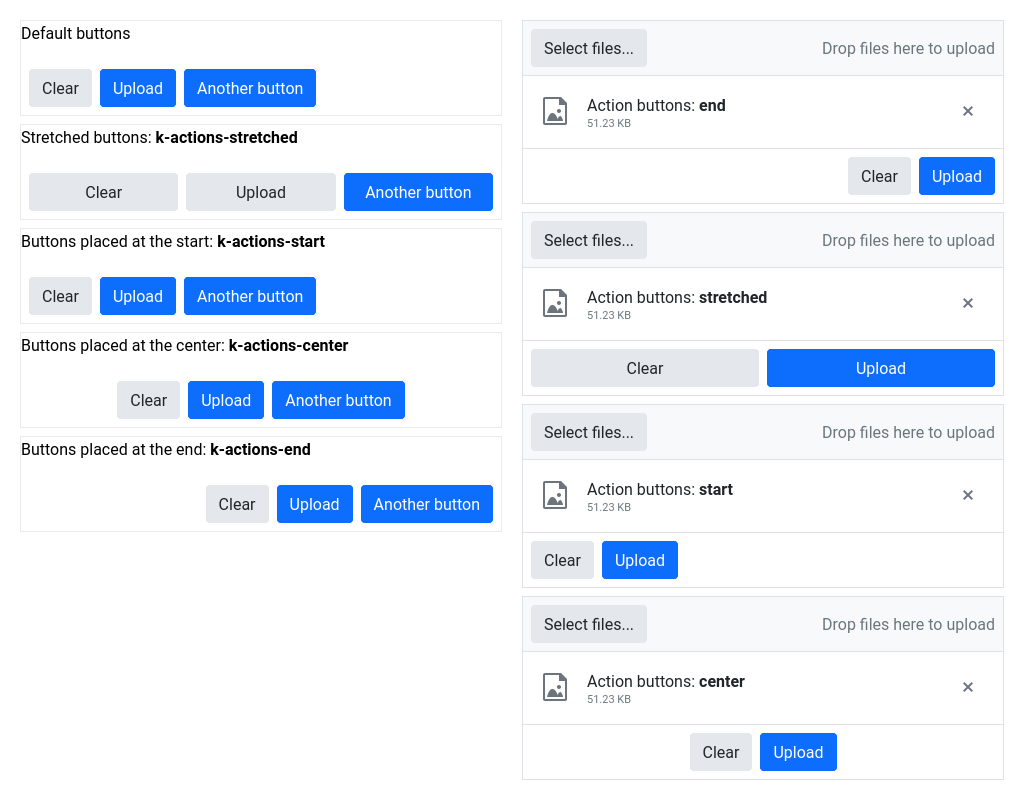 Default buttons
Clear Upload Another button
Stretched buttons: k-actions-stretched
Clear Upload Another button
Buttons placed at the start: k-actions-start
Clear Upload Another button
Buttons placed at the center: k-actions-center
Clear Upload Another button
Buttons placed at the end: k-actions-end
Clear Upload Another button
Select files... Drop files here to upload
Action buttons: end
51.23 KB
Clear Upload
Select files... Drop files here to upload
Action buttons: stretched
51.23 KB
Clear Upload
Select files... Drop files here to upload
Action buttons: start
51.23 KB
Clear Upload
Select files... Drop files here to upload
Action buttons: center
51.23 KB
Clear Upload